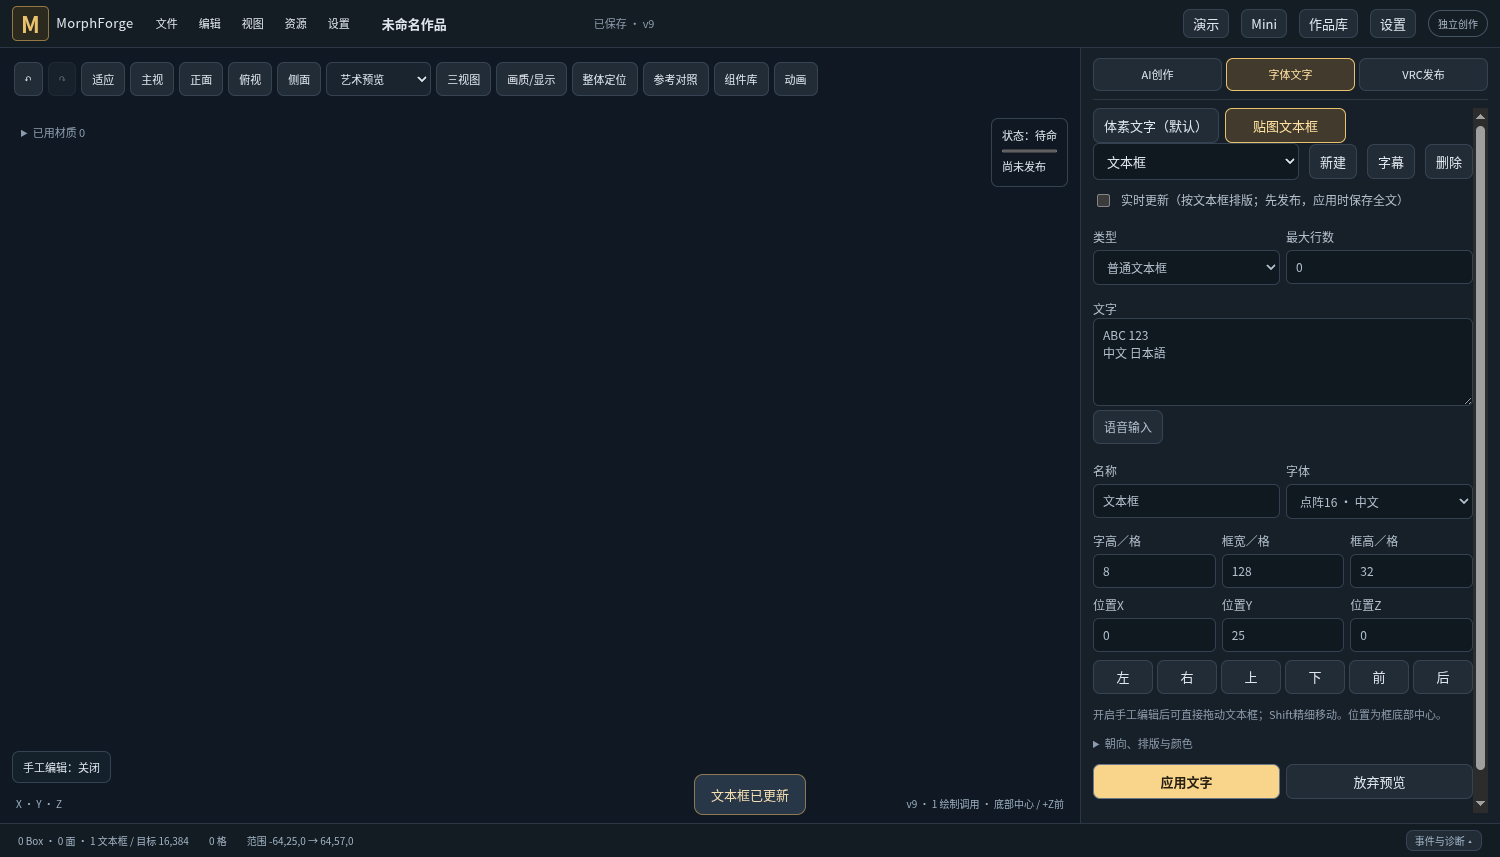 M MorphForge 文件 编辑 视图 资源 设置 未命名作品 已保存 · v9 演示 Mini 作品库 设置 独立创作
↶ ↷ 适应 主视 正面 俯视 侧面 艺术预览 三视图 画质/显示 整体定位 参考对照 组件库 动画
▶ 已用材质 0
状态：待命
尚未发布
AI创作 字体文字 VRC发布
体素文字（默认） 贴图文本框
文本框 新建 字幕 删除
实时更新（按文本框排版；先发布，应用时保存全文）
类型 最大行数
普通文本框 0
文字
ABC 123
中文 日本語
语音输入
名称 字体
文本框 点阵16 · 中文
字高／格 框宽／格 框高／格
8 128 32
位置X 位置Y 位置Z
0 25 0
左 右 上 下 前 后
开启手工编辑后可直接拖动文本框；Shift精细移动。位置为框底部中心。
▶ 朝向、排版与颜色
应用文字 放弃预览
手工编辑：关闭
X · Y · Z
文本框已更新
v9 · 1 绘制调用 · 底部中心 / +Z前
0 Box · 0 面 · 1 文本框 / 目标 16,384 0 格 范围 -64,25,0 → 64,57,0
事件与诊断 ▴